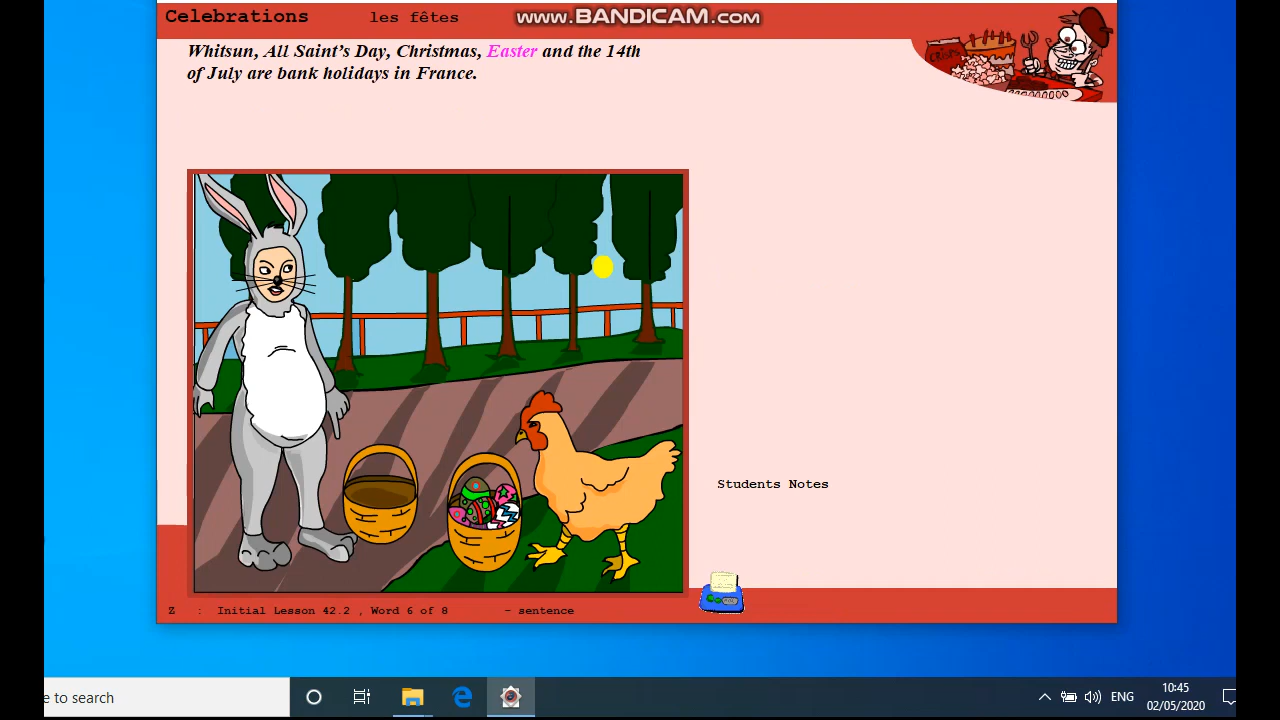 Celebrations les fêtes www.BANDICAM.com
Whitsun, All Saint's Day, Christmas, Easter and the 14th
of July are bank holidays in France.
CRISPS
Students Notes
Z : Initial Lesson 42.2 , Word 6 of 8 – sentence
e to search
ENG
10:45
02/05/2020